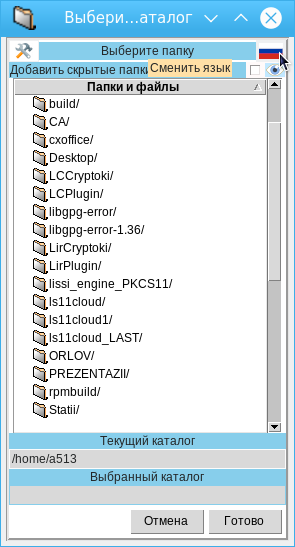 Выбери...аталог
Выберите папку
Добавить скрытые папки
Сменить язык
Папки и файлы
build/
CA/
cxoffice/
Desktop/
LCCryptoki/
LCPlugin/
libgpg-error/
libgpg-error-1.36/
LirCryptoki/
LirPlugin/
lissi_engine_PKCS11/
ls11cloud/
ls11cloud1/
ls11cloud_LAST/
ORLOV/
PREZENTAZII/
rpmbuild/
Statii/
Текущий каталог
/home/a513
Выбранный каталог
Отмена
Готово